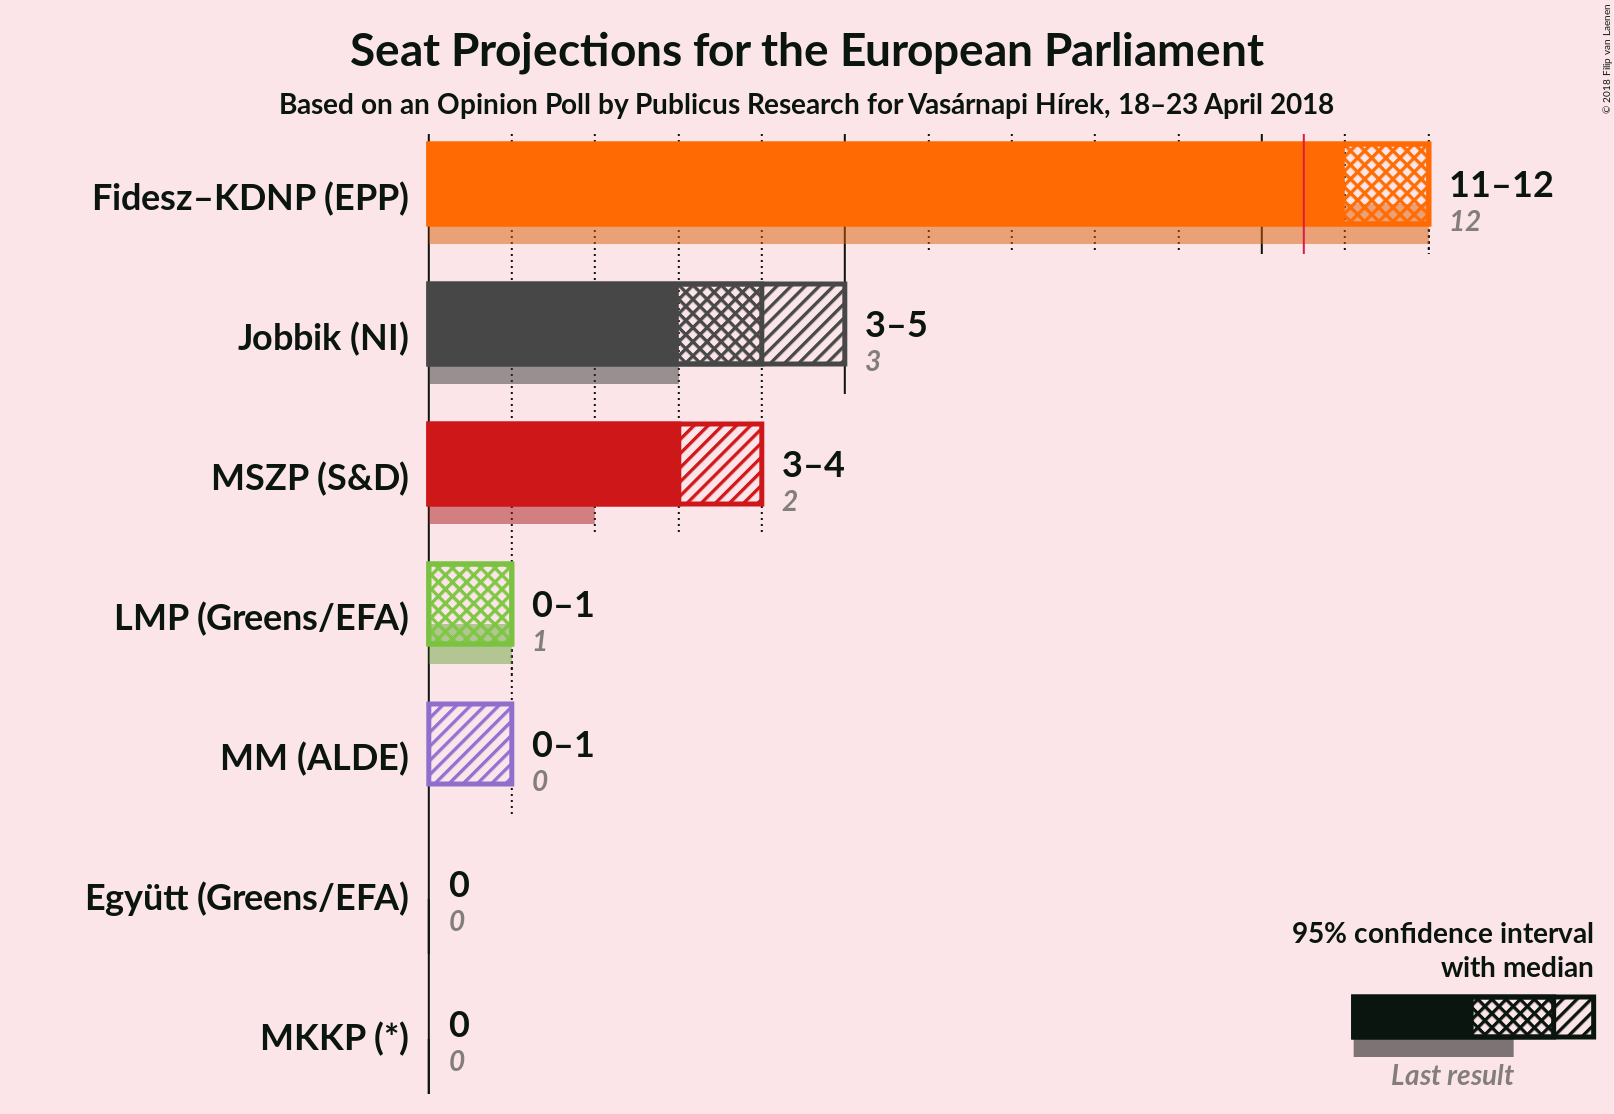 Seat Projections for the European Parliament
Based on an Opinion Poll by Publicus Research for Vasárnapi Hírek, 18–23 April 2018
© 2018 Filip van Laenen
Fidesz–KDNP (EPP)
11–12
12
Jobbik (NI)
3–5
3
MSZP (S&D)
3–4
2
LMP (Greens/EFA)
0–1
1
MM (ALDE)
0–1
0
Együtt (Greens/EFA)
0
0
MKKP (*)
0
0
95% confidence interval
with median
Last result